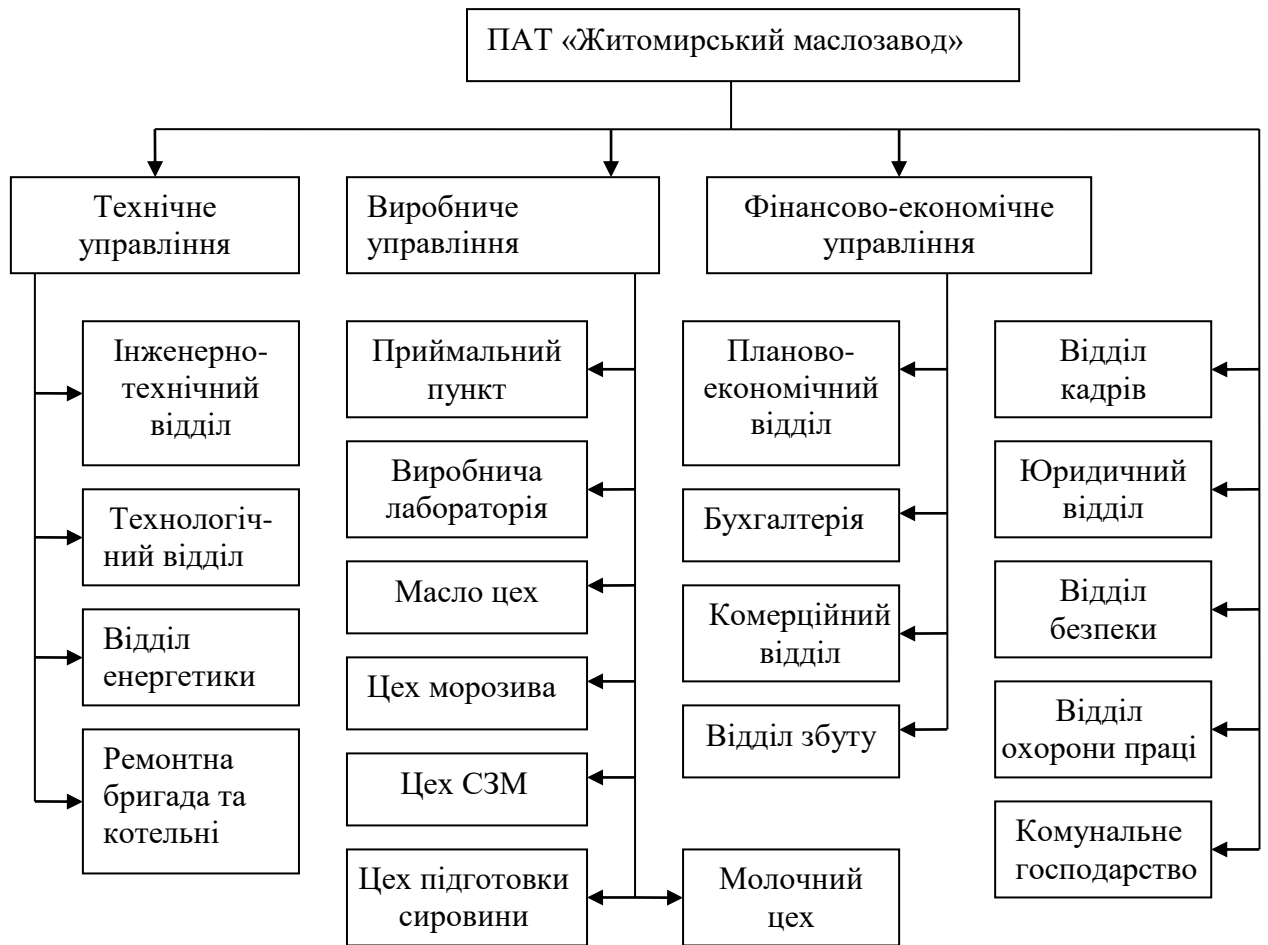 ПАТ «Житомирський маслозавод»
Технічне
управління
Виробниче
управління
Фінансово-економічне
управління
Інженерно-
технічний
відділ
Технологіч-
ний відділ
Відділ
енергетики
Ремонтна
бригада та
котельні
Приймальний
пункт
Виробнича
лабораторія
Масло цех
Цех морозива
Цех СЗМ
Цех підготовки
сировини
Молочний
цех
Планово-
економічний
відділ
Бухгалтерія
Комерційний
відділ
Відділ збуту
Відділ
кадрів
Юридичний
відділ
Відділ
безпеки
Відділ
охорони праці
Комунальне
господарство